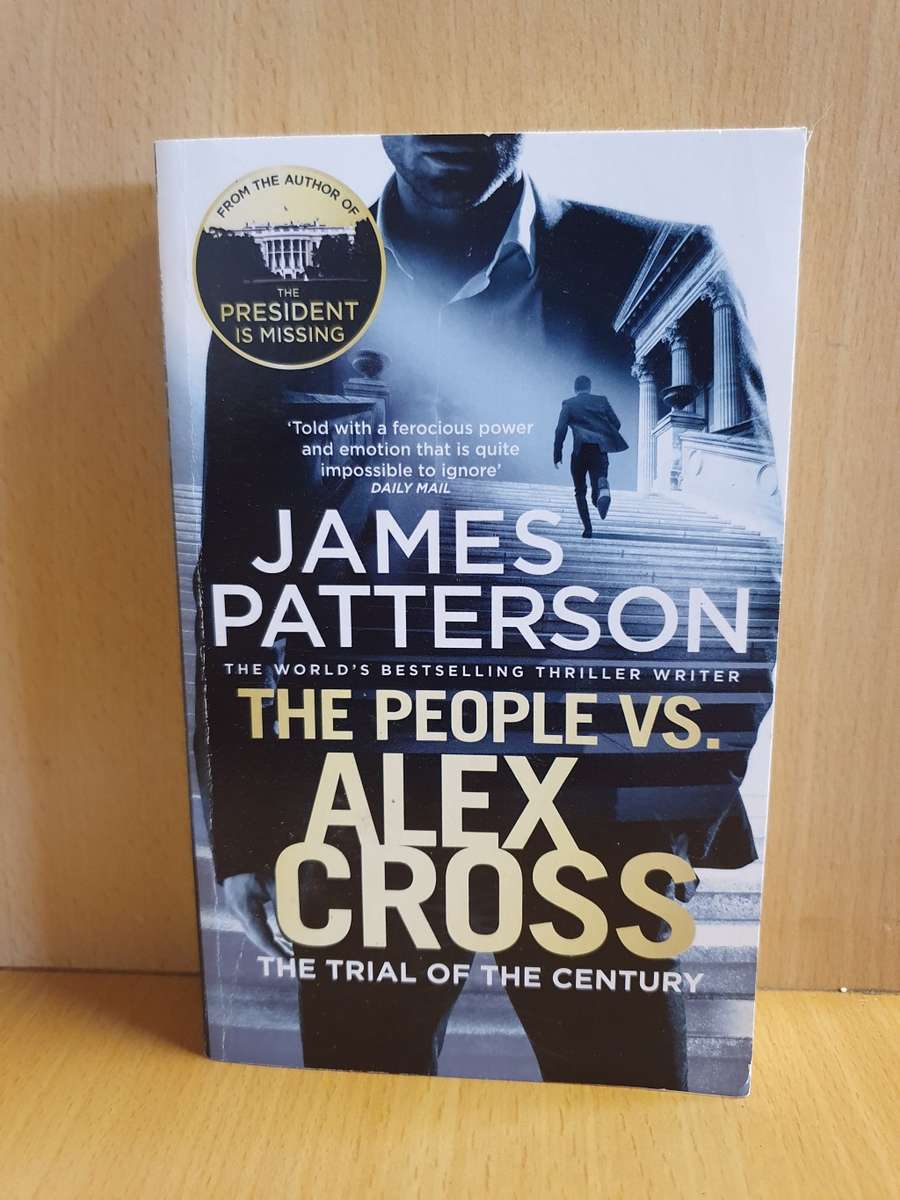 FROM THE AUTHOR OF
THE
PRESIDENT
IS MISSING
‘Told with a ferocious power
and emotion that is quite
impossible to ignore’
DAILY MAIL
JAMES
PATTERSON
THE WORLD'S BESTSELLING THRILLER WRITER
THE PEOPLE VS.
ALEX
CROSS
THE TRIAL OF THE CENTURY